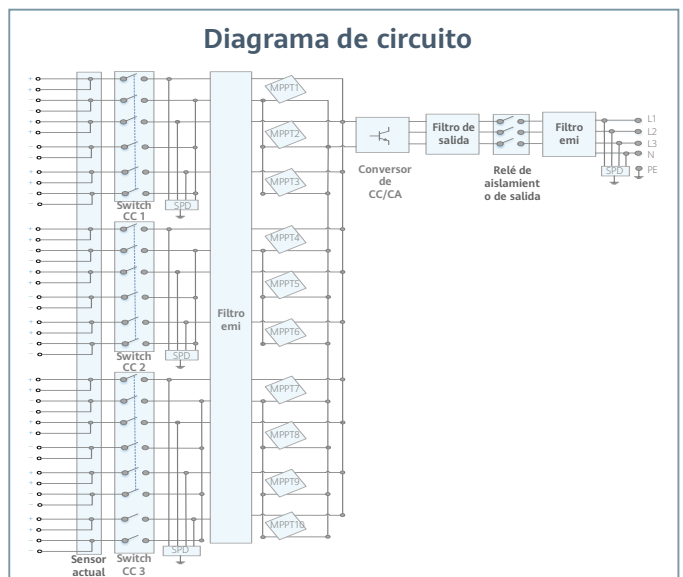 Diagrama de circuito
MPPT1
MPPT2
MPPT3
SPD
Switch
CC 1
MPPT4
MPPT5
MPPT6
SPD
Switch
CC 2
MPPT7
MPPT8
MPPT9
MPPT10
SPD
Sensor
actual
Switch
CC 3
Filtro
emi
Conversor
de
CC/CA
Filtro de
salida
Relé de
aislamient
o de salida
Filtro
emi
L1
L2
L3
N
SPD
PE